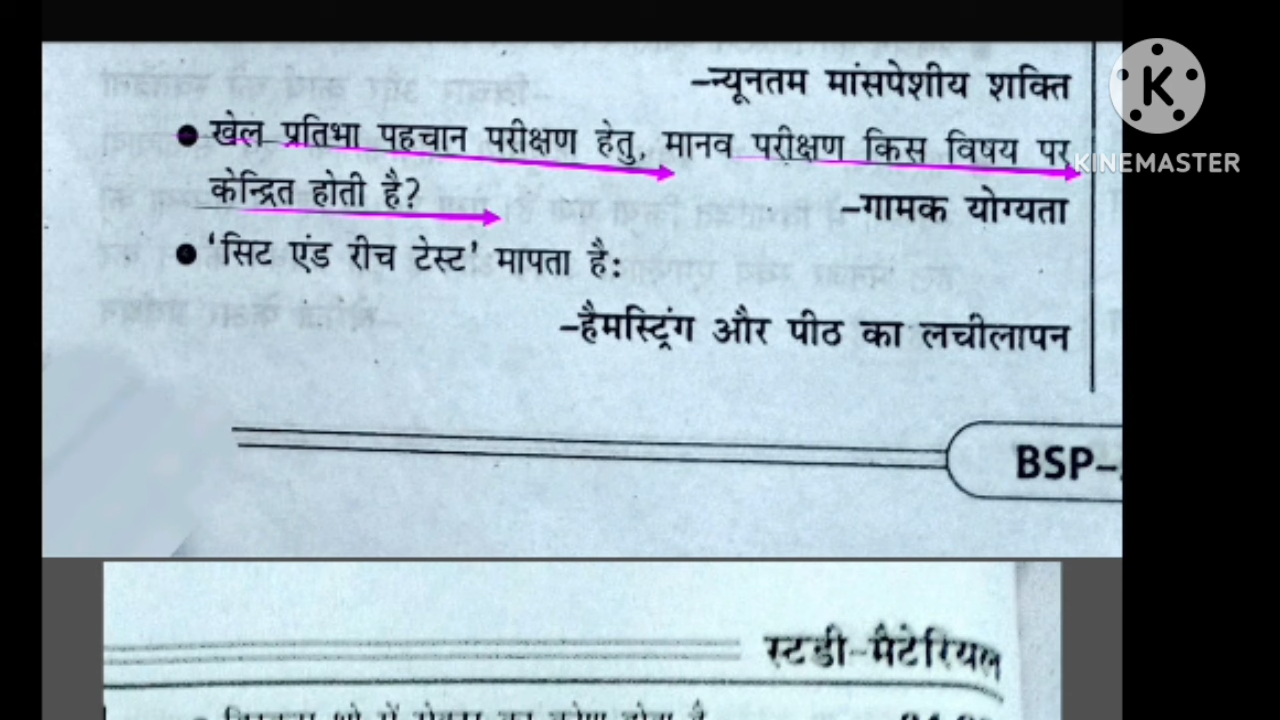 –न्यूनतम मांसपेशीय शक्ति
● खेल प्रतिभा पहचान परीक्षण हेतु, मानव परीक्षण किस विषय पर
केन्द्रित होती है?
–गामक योग्यता
● 'सिट एंड रीच टेस्ट' मापता है:
–हैमस्ट्रिंग और पीठ का लचीलापन
BSP–
स्टडी-मैटेरियल
K
KINEMASTER